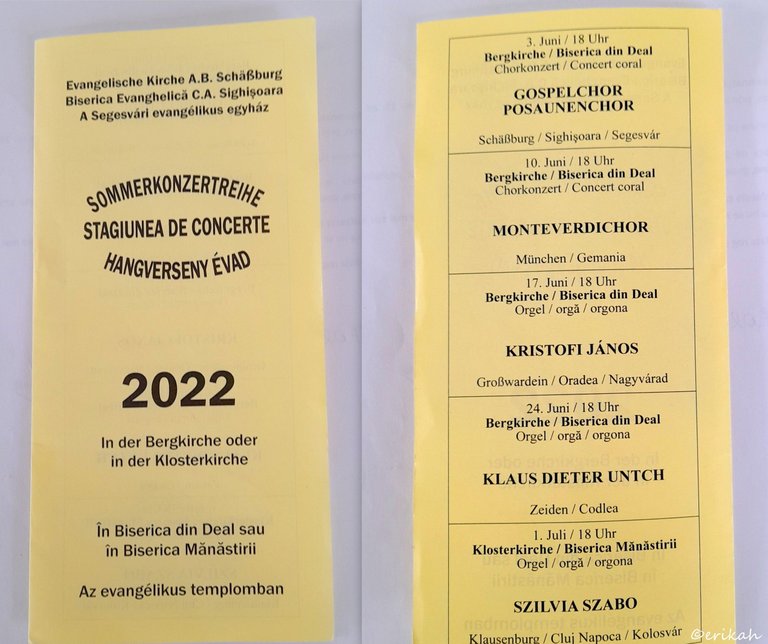 Evangelische Kirche A.B. Schäßburg
Biserica Evanghelică C.A. Sighişoara
A Segesvári evangélikus egyház
SOMMERKONZERTREIHE
STAGIUNEA DE CONCERTE
HANGVERSENY ÉVAD
2022
In der Bergkirche oder
in der Klosterkirche
În Biserica din Deal sau
în Biserica Mănăstirii
Az evangélikus templomban
3. Juni / 18 Uhr
Bergkirche / Biserica din Deal
Chorkonzert / Concert coral
GOSPELCHOR
POSAUNENCHOR
Schäßburg / Sighişoara / Segesvár
10. Juni / 18 Uhr
Bergkirche / Biserica din Deal
Chorkonzert / Concert coral
MONTEVERDICHOR
München / Gemania
17. Juni / 18 Uhr
Bergkirche / Biserica din Deal
Orgel / orgă / orgona
KRISTOFI JÁNOS
Großwardein / Oradea / Nagyvárad
24. Juni / 18 Uhr
Bergkirche / Biserica din Deal
Orgel / orgă / orgona
KLAUS DIETER UNTCH
Zeiden / Codlea
1. Juli / 18 Uhr
Klosterkirche / Biserica Mănăstirii
Orgel / orgă / orgona
SZILVIA SZABO
Klausenburg / Cluj Napoca / Kolosvár
@erikah